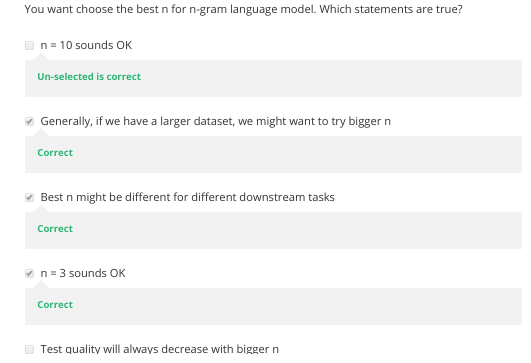 You want choose the best n for n-gram language model. Which statements are true?
n = 10 sounds OK
Un-selected is correct
Generally, if we have a larger dataset, we might want to try bigger n
Correct
Best n might be different for different downstream tasks
Correct
n = 3 sounds OK
Correct
Test quality will always decrease with bigger n